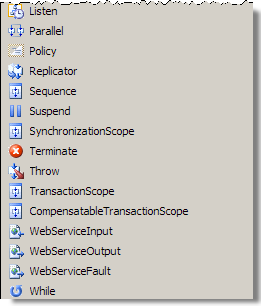 Listen
Parallel
Policy
Replicator
Sequence
Suspend
SynchronizationScope
Terminate
Throw
TransactionScope
CompensatableTransactionScope
WebServiceInput
WebServiceOutput
WebServiceFault
While